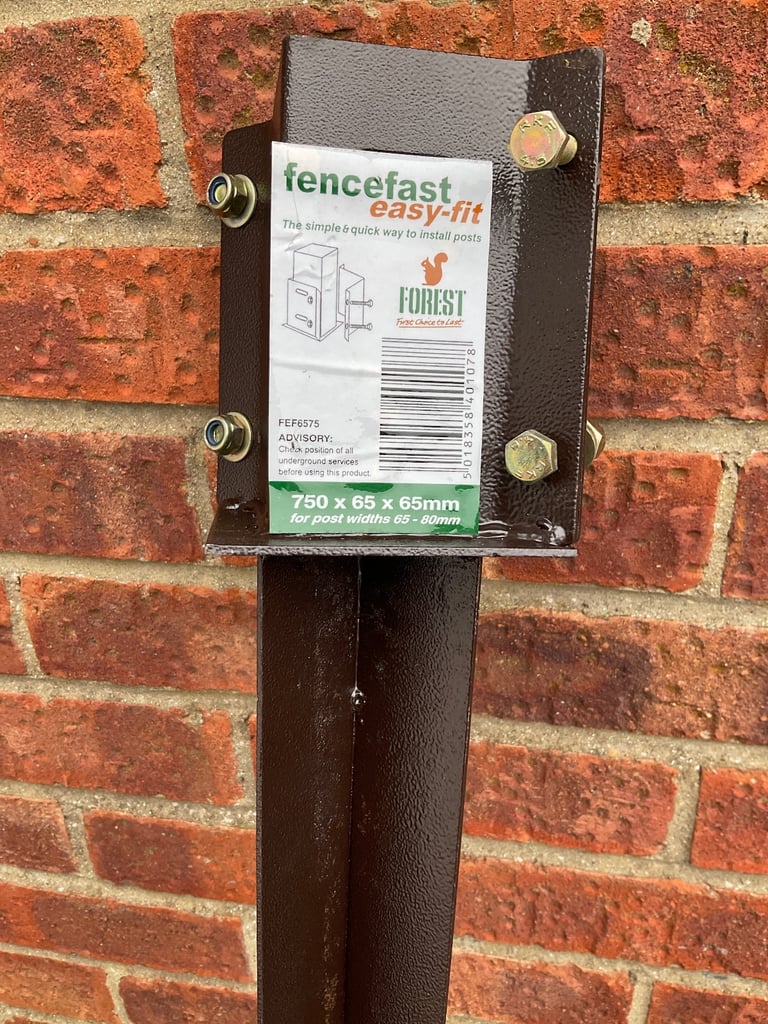 fencefast
easy-fit
The simple & quick way to install posts
FOREST
First Choice to Last
5 018358 401078
FEF6575
ADVISORY:
Check position of all
underground services
before using this product.
750 x 65 x 65mm
for post widths 65 - 80mm